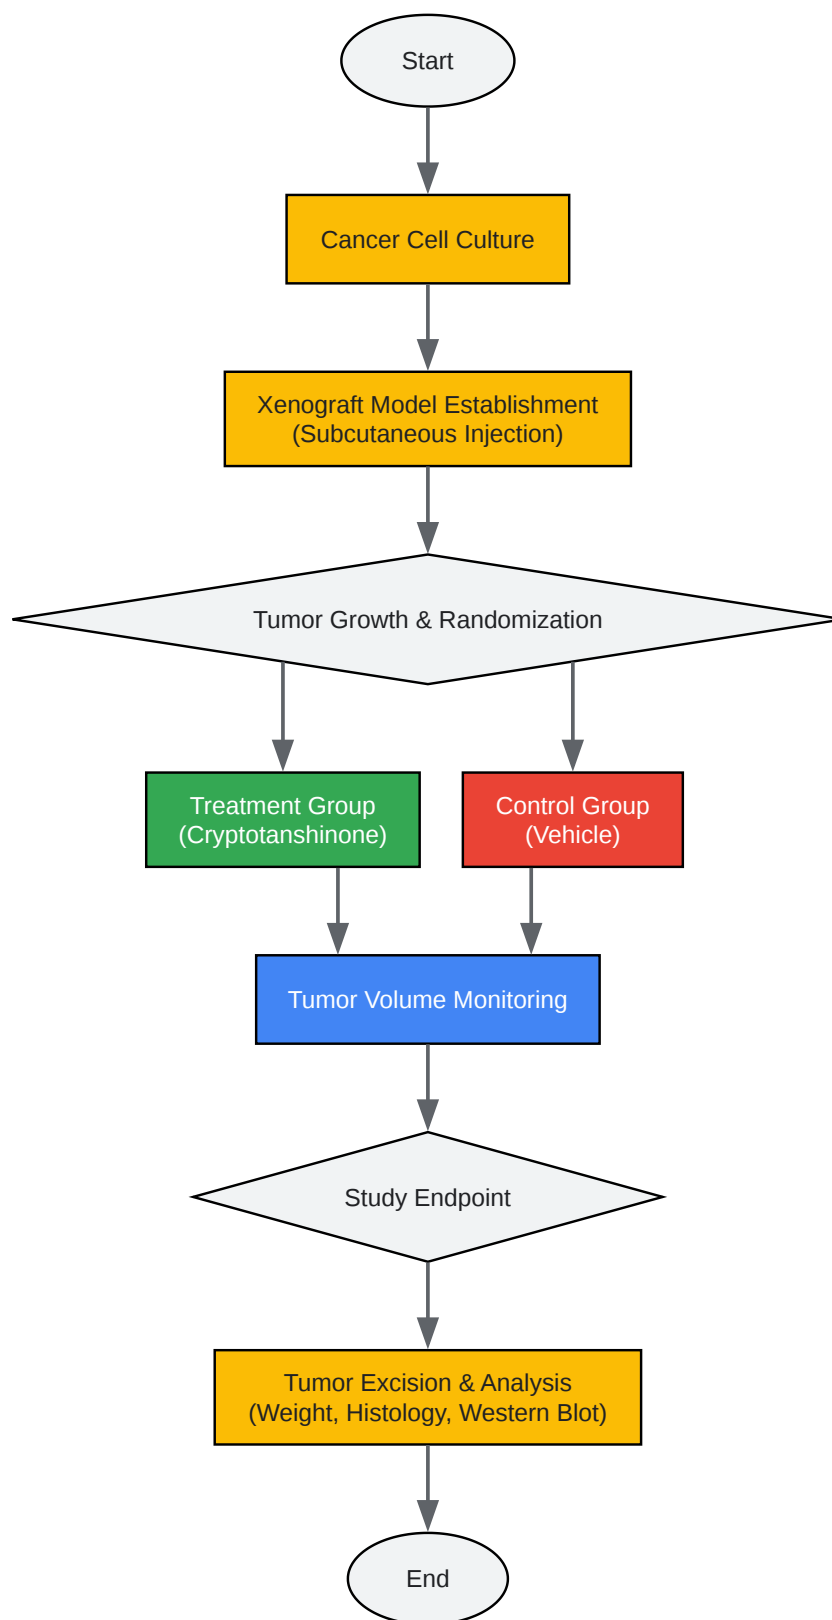 Start
Cancer Cell Culture
Xenograft Model Establishment
(Subcutaneous Injection)
Tumor Growth & Randomization
Treatment Group
(Cryptotanshinone)
Control Group
(Vehicle)
Tumor Volume Monitoring
Study Endpoint
Tumor Excision & Analysis
(Weight, Histology, Western Blot)
End